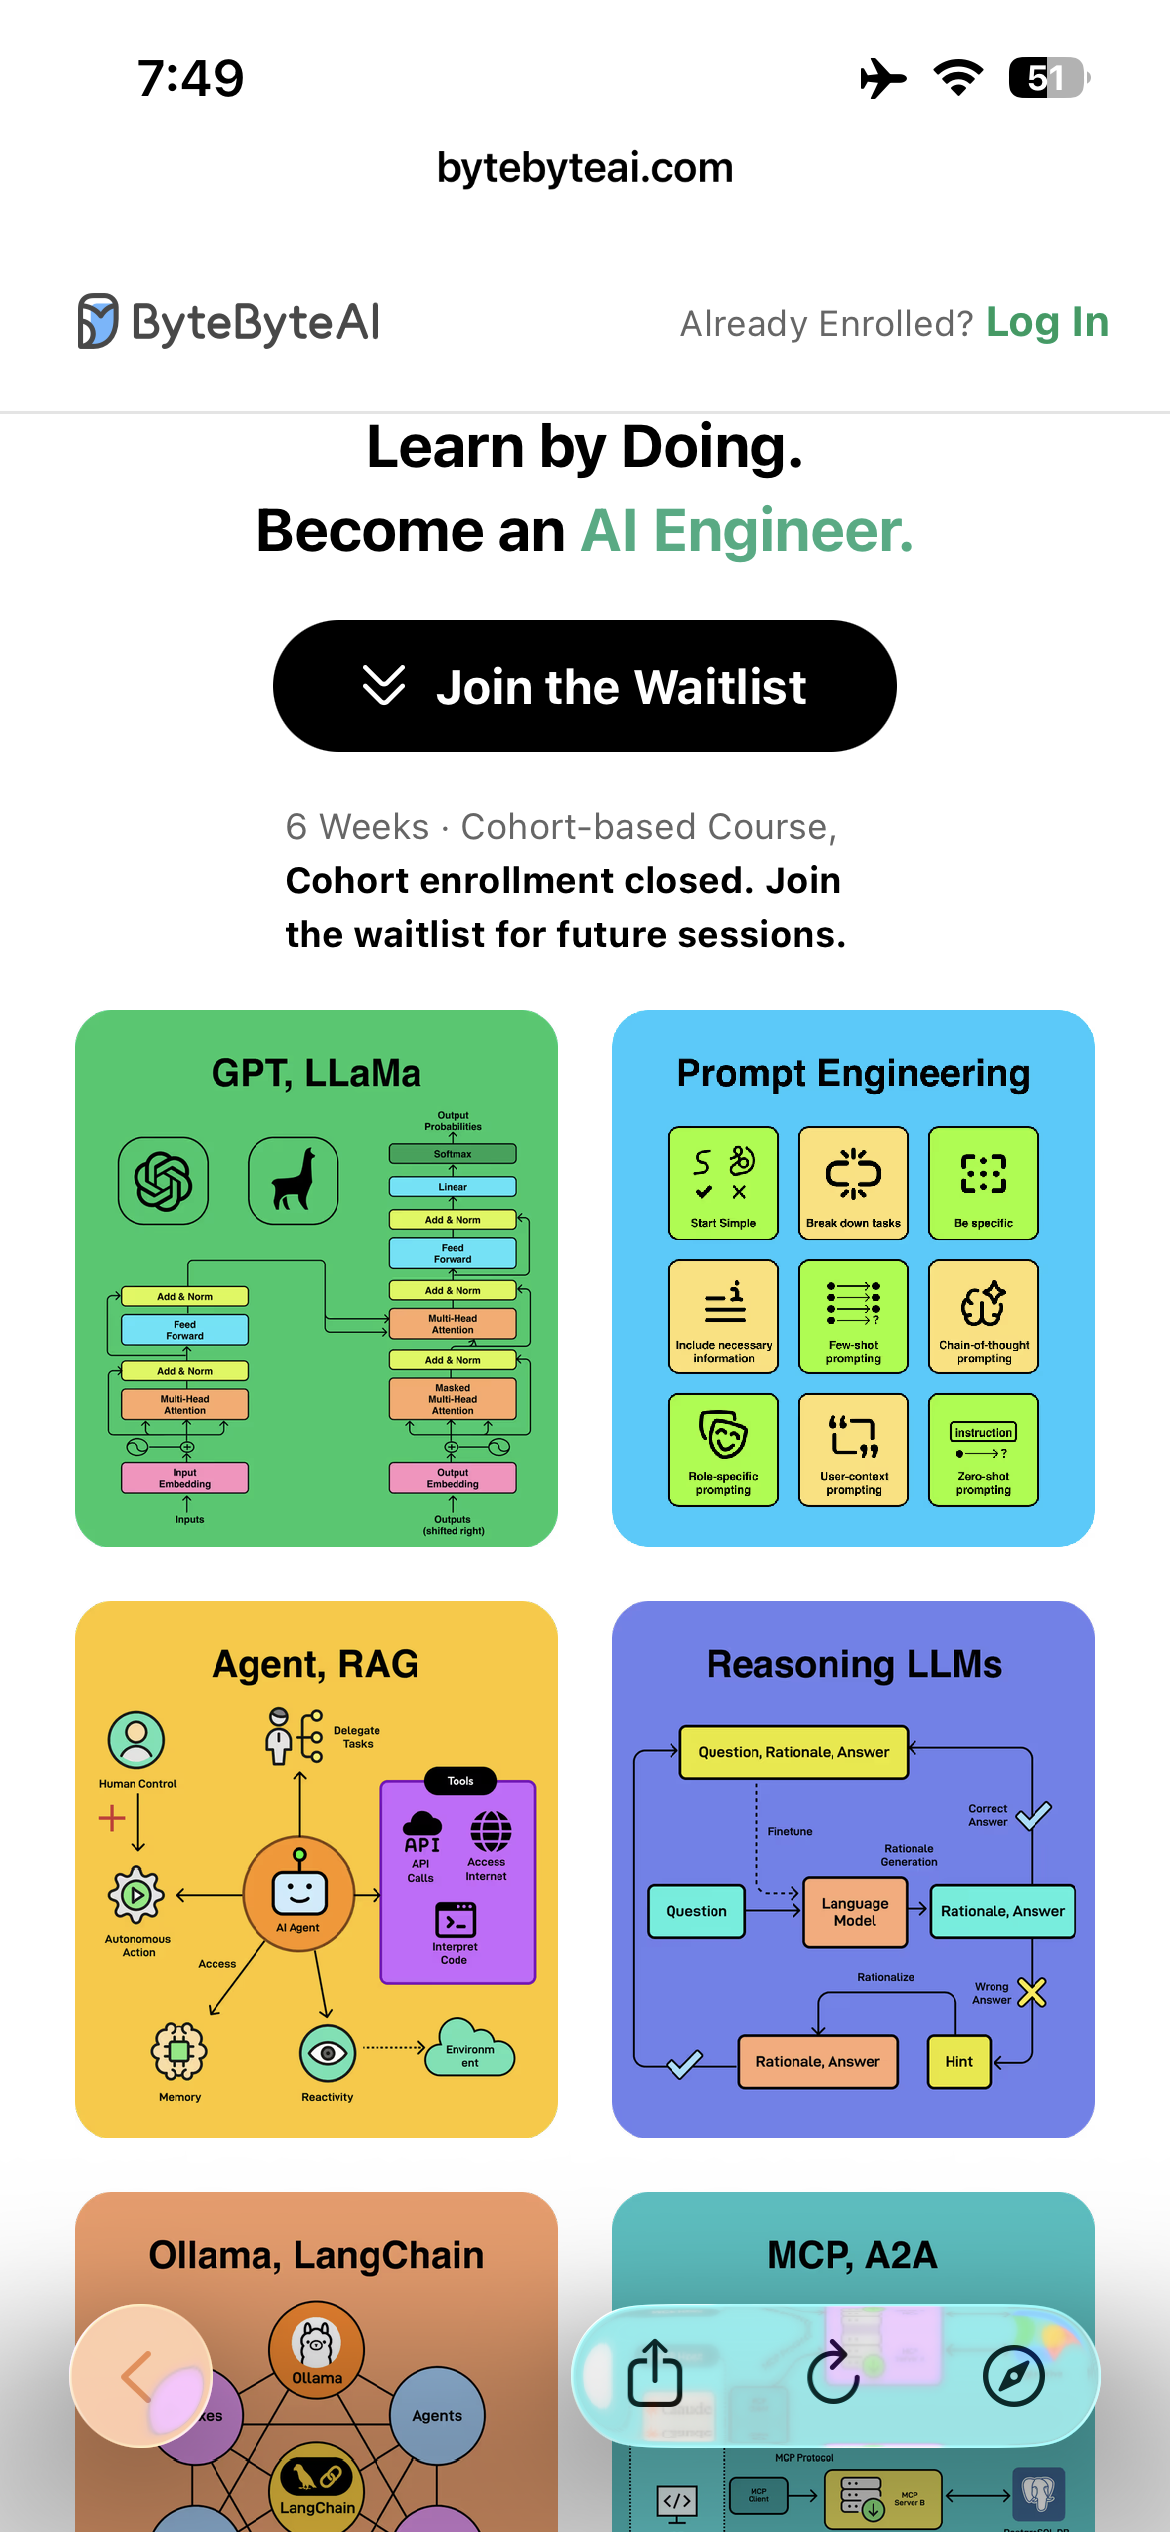 7:49
51
bytebyteai.com
ByteByteAI
Already Enrolled? Log In
Learn by Doing.
Become an AI Engineer.
Join the Waitlist
6 Weeks · Cohort-based Course,
Cohort enrollment closed. Join
the waitlist for future sessions.
GPT, LLaMa
Output
Probabilities
Softmax
Linear
Add & Norm
Feed
Forward
Add & Norm
Multi-Head
Attention
Add & Norm
Masked
Multi-Head
Attention
Output
Embedding
Outputs
(shifted right)
Add & Norm
Feed
Forward
Add & Norm
Multi-Head
Attention
Input
Embedding
Inputs
Prompt Engineering
Start Simple
Break down tasks
Be specific
Include necessary
information
Few-shot
prompting
Chain-of-thought
prompting
Role-specific
prompting
User-context
prompting
instruction
Zero-shot
prompting
Agent, RAG
Human Control
Delegate
Tasks
Tools
API
API
Calls
Access
Internet
Interpret
Code
AI Agent
Autonomous
Action
Access
Memory
Reactivity
Environm
ent
Reasoning LLMs
Question, Rationale, Answer
Correct
Answer
Finetune
Rationale
Generation
Question
Language
Model
Rationale, Answer
Rationalize
Wrong
Answer
Rationale, Answer
Hint
Ollama, LangChain
Ollama
Agents
LangChain
MCP, A2A
MCP Protocol
MCP
Client
MCP
Server B